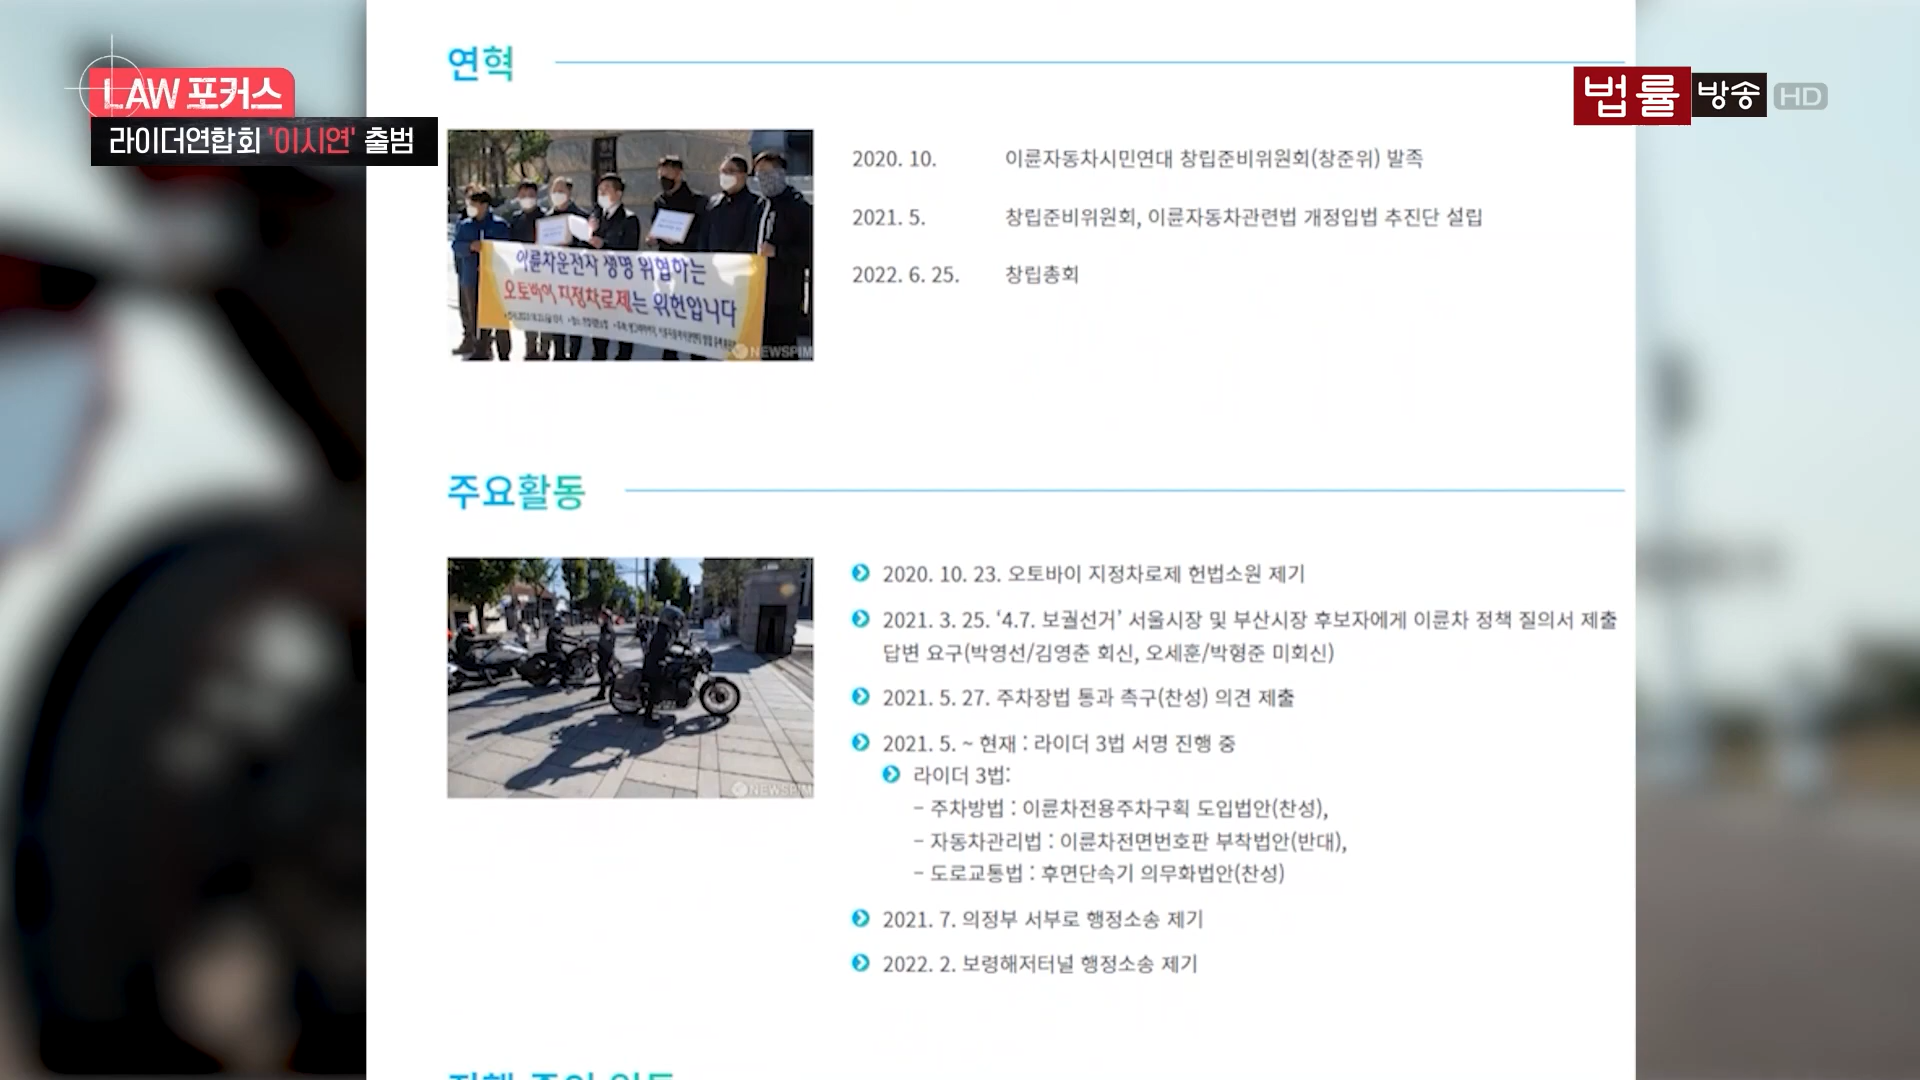 LAW 포커스
라이더연합회 '이시연' 출범
법률방송 HD
연혁
이륜차운전자 생명 위협하는
오토바이 지정차로제는 위헌입니다
NEWSPIM
2020. 10. 이륜자동차시민연대 창립준비위원회(창준위) 발족
2021. 5. 창립준비위원회, 이륜자동차관련법 개정입법 추진단 설립
2022. 6. 25. 창립총회
주요활동
NEWSPIM
2020. 10. 23. 오토바이 지정차로제 헌법소원 제기
2021. 3. 25. ‘4.7. 보궐선거’ 서울시장 및 부산시장 후보자에게 이륜차 정책 질의서 제출
답변 요구(박영선/김영춘 회신, 오세훈/박형준 미회신)
2021. 5. 27. 주차장법 통과 촉구(찬성) 의견 제출
2021. 5. ~ 현재 : 라이더 3법 서명 진행 중
라이더 3법:
– 주차방법 : 이륜차전용주차구획 도입법안(찬성),
– 자동차관리법 : 이륜차전면번호판 부착법안(반대),
– 도로교통법 : 후면단속기 의무화법안(찬성)
2021. 7. 의정부 서부로 행정소송 제기
2022. 2. 보령해저터널 행정소송 제기